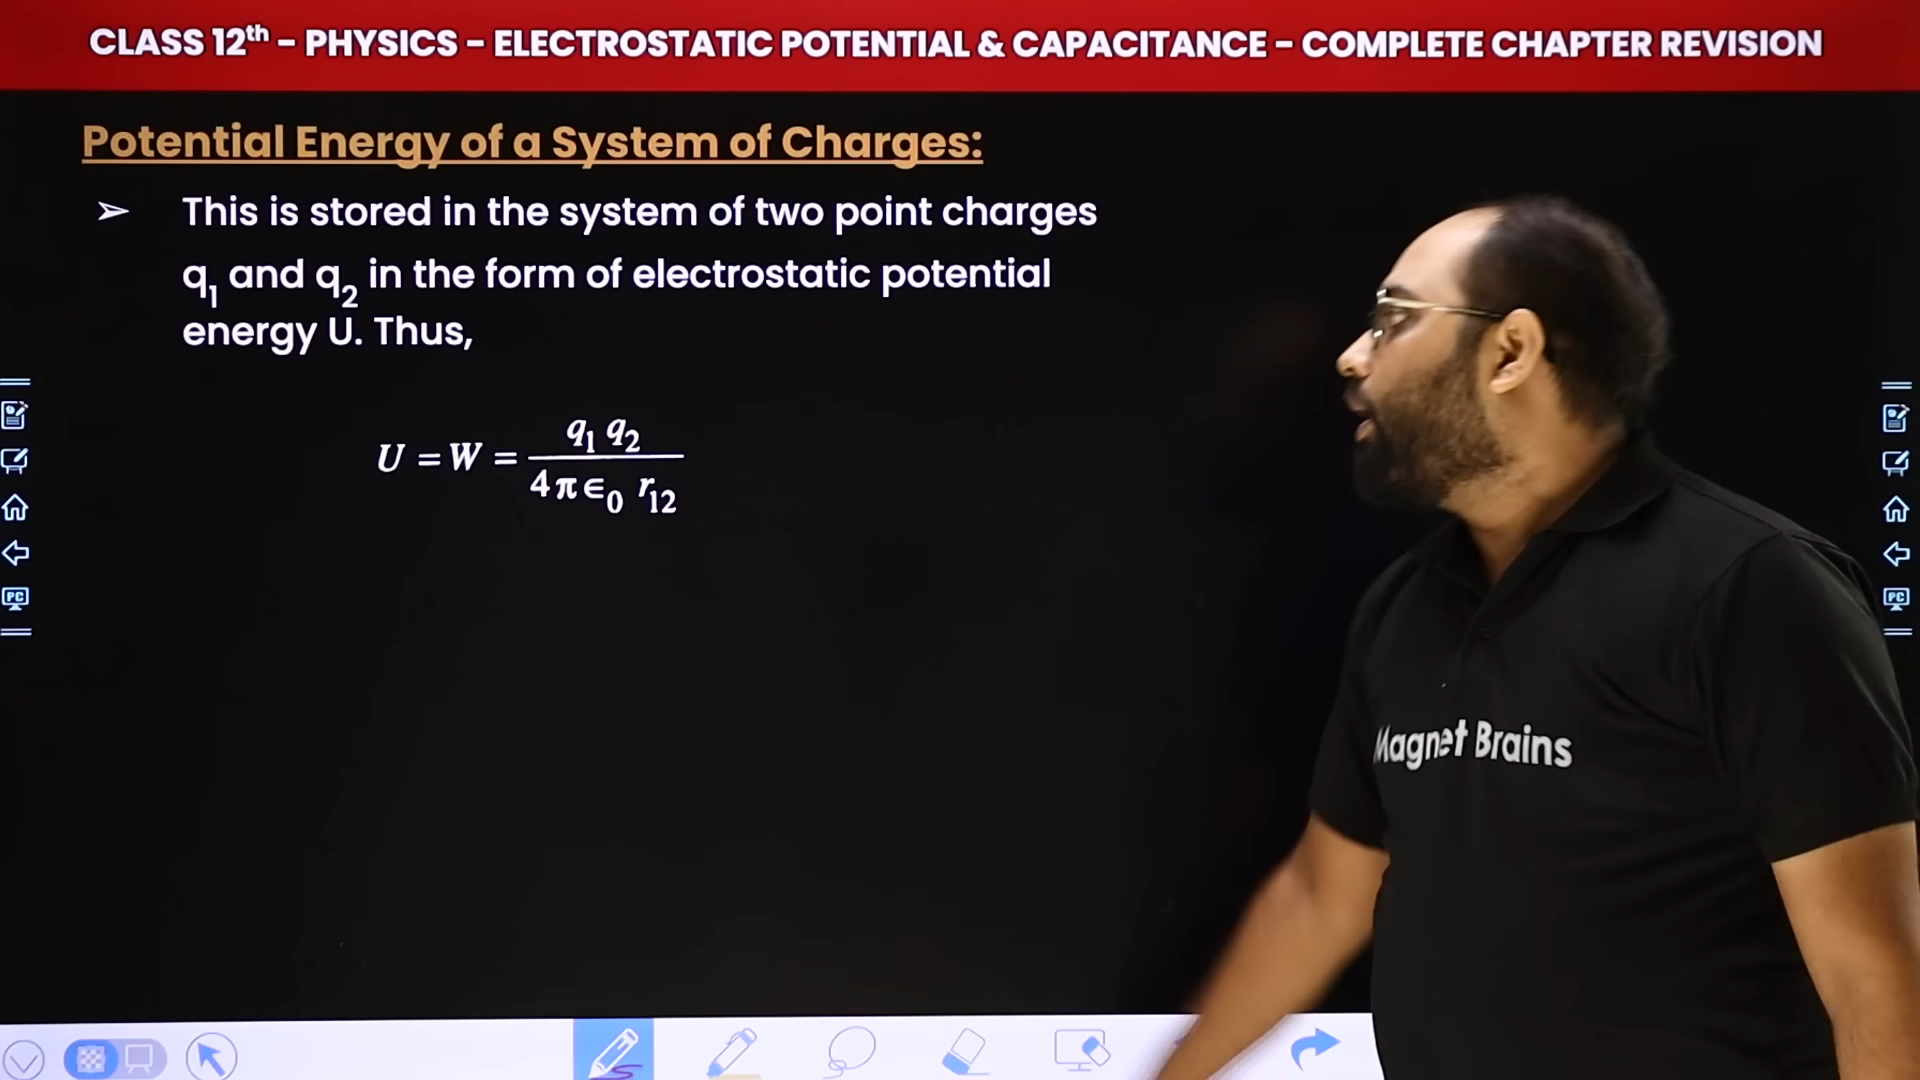 CLASS 12th – PHYSICS – ELECTROSTATIC POTENTIAL & CAPACITANCE – COMPLETE CHAPTER REVISION
Potential Energy of a System of Charges:
➢ This is stored in the system of two point charges
q₁ and q₂ in the form of electrostatic potential
energy U. Thus,
U = W = q₁ q₂ / 4πϵ₀ r₁₂
Magnet Brains
PC
PC